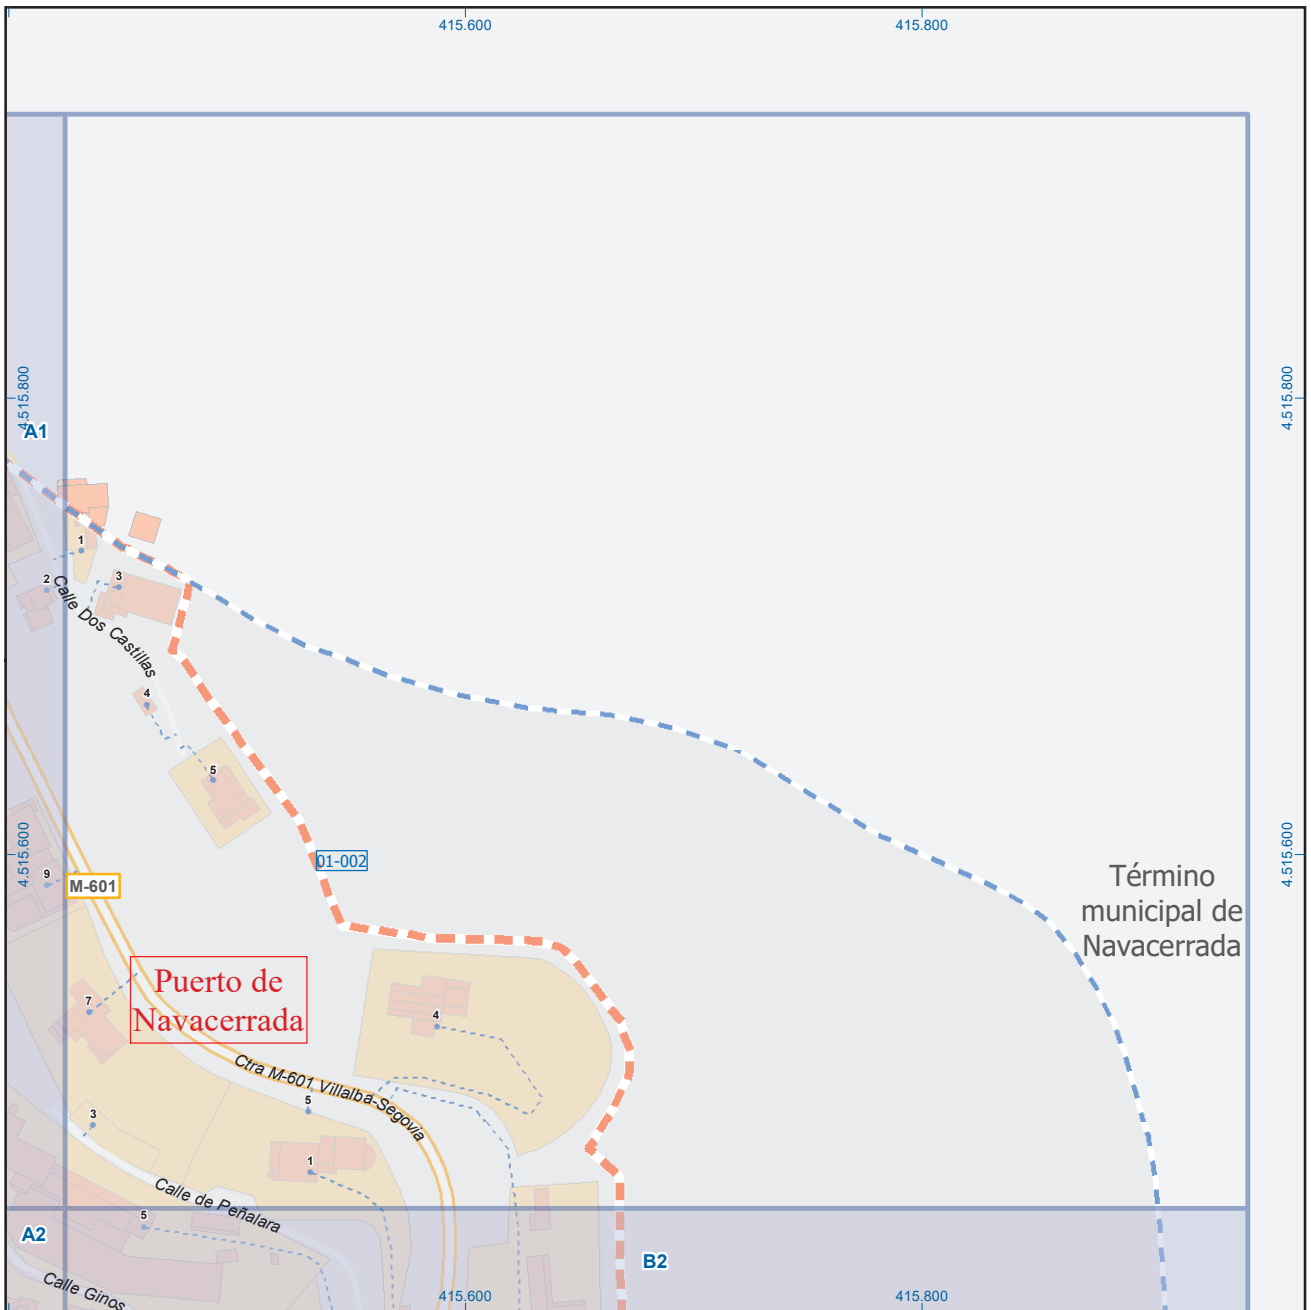 415.600
415.800
4.515.800
4.515.800
A1
1
2
3
Calle Dos Castillas
4
5
4.515.600
4.515.600
01-002
9
M-601
Término
municipal de
Navacerrada
Puerto de
Navacerrada
7
4
Ctra M-601 Villalba-Segovia
5
3
1
Calle de Peñalara
5
A2
B2
Calle Ginos
415.600
415.800